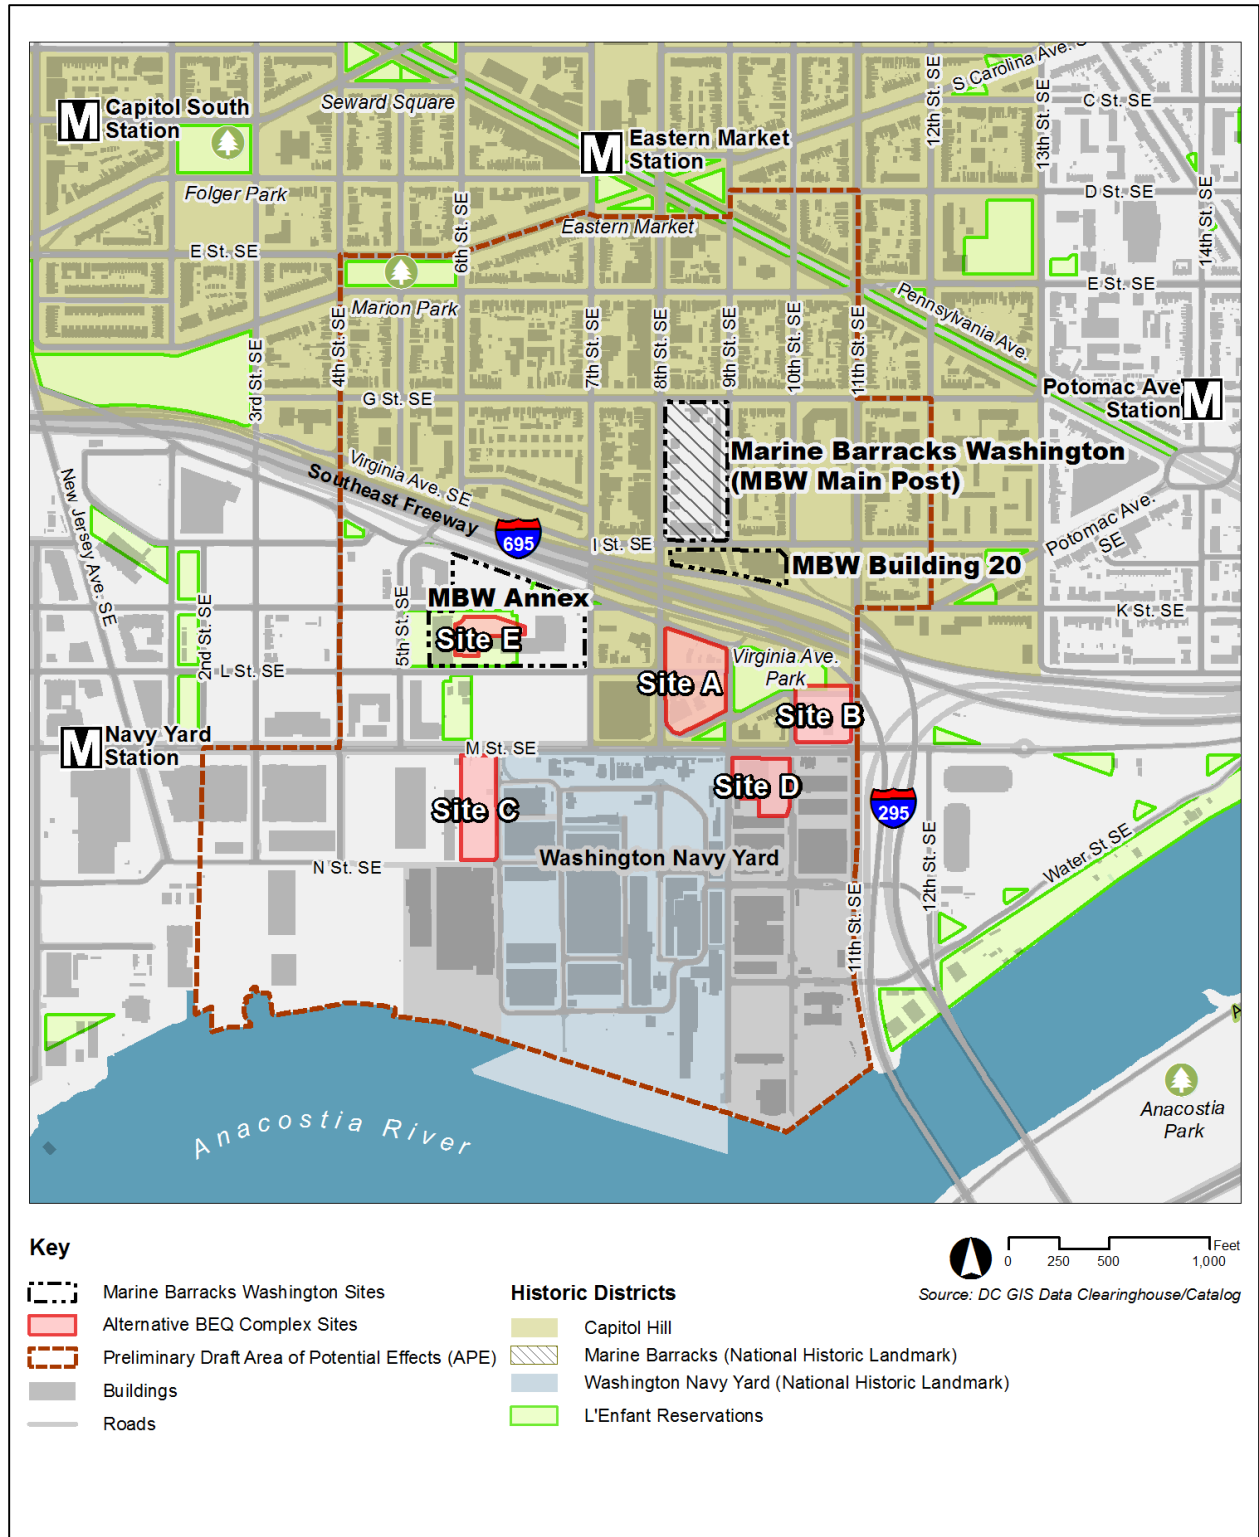 S Carolina Ave. S
12th St. SE
13th St. SE
C St. SE
M
Capitol South
Station
Seward Square
M
Eastern Market
Station
Folger Park
D St. SE
14th St. SE
6th St. SE
Eastern Market
E St. SE
E St. SE
Marion Park
Pennsylvania Ave.
3rd St. SE
4th St. SE
7th St. SE
8th St. SE
9th St. SE
10th St. SE
11th St. SE
G St. SE
Potomac Ave
Station
M
Marine Barracks Washington
(MBW Main Post)
Virginia Ave. SE
Southeast Freeway
695
I St. SE
New Jersey Ave. SE
Potomac Ave.
SE
MBW Building 20
MBW Annex
K St. SE
2nd St. SE
5th St. SE
Site E
L St. SE
Site A
Virginia Ave.
Park
Site B
M
Navy Yard
Station
M St. SE
Site C
Site D
295
Washington Navy Yard
N St. SE
12th St. SE
Water St SE
11th St. SE
A
Anacostia River
Anacostia
Park
Key
Marine Barracks Washington Sites
Alternative BEQ Complex Sites
Preliminary Draft Area of Potential Effects (APE)
Buildings
Roads
Historic Districts
Capitol Hill
Marine Barracks (National Historic Landmark)
Washington Navy Yard (National Historic Landmark)
L'Enfant Reservations
Feet
0 250 500 1,000
Source: DC GIS Data Clearinghouse/Catalog